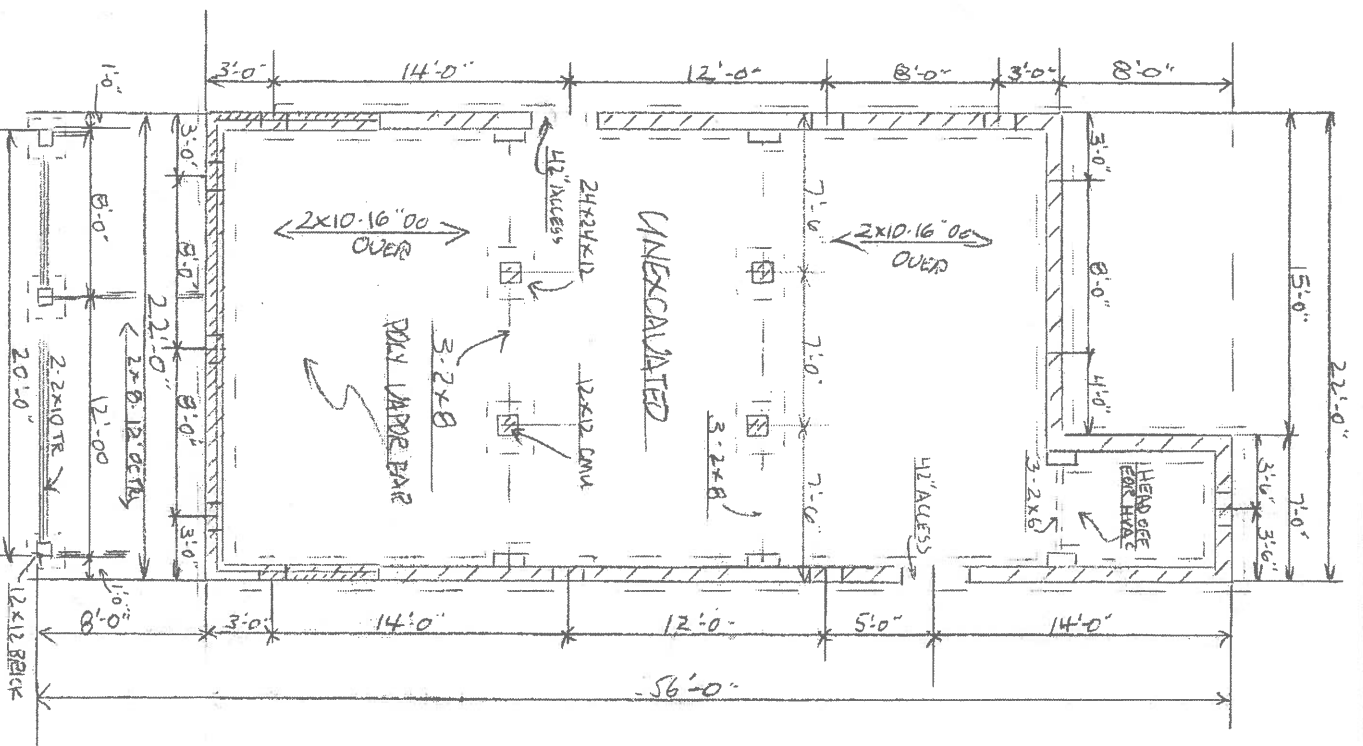 3'-0"
14'-0"
12'-0"
8'-0"
3'-0"
8'-0"
1'-0"
3'-0"
42" ACCESS
24x24x12
UNEXCAVATED
7'-6
3'-0"
8'-0"
8'-0"
2x10-16" OC
OVER
2x10-16" OC
OVER
8'-0"
15'-0"
22'-0"
22'-0"
POLY VAPOR BAR
3-2x8
12x12 CMU
7'-0"
4'-0"
20'-0"
2-2x10 TR
12'-00
2x8-12" OC TR
8'-0"
3'-0"
3-2x8
7'-6"
42" ACCESS
3-2x6
HEAD OFF
FOR HVAC
3'-6"
7'-0"
3'-6"
1'-0"
12x12 BRICK
8'-0"
3'-0"
14'-0"
12'-0"
5'-0"
14'-0"
56'-0"